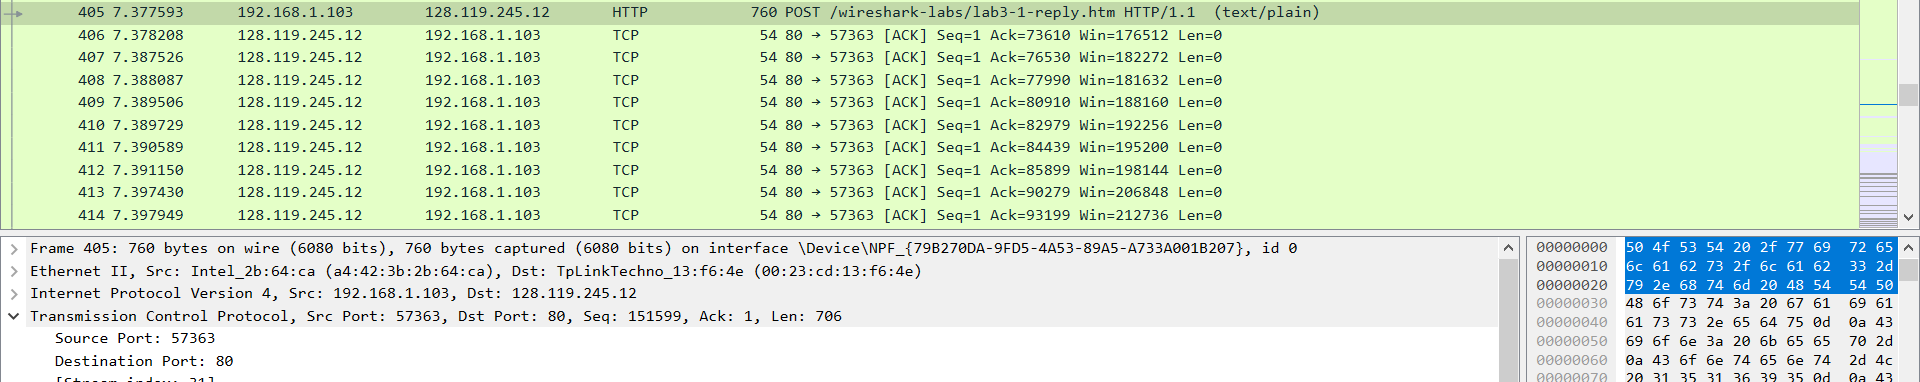 405 7.377593 192.168.1.103 128.119.245.12 HTTP 760 POST /wireshark-labs/lab3-1-reply.htm HTTP/1.1 (text/plain)
406 7.378208 128.119.245.12 192.168.1.103 TCP 54 80 → 57363 [ACK] Seq=1 Ack=73610 Win=176512 Len=0
407 7.387526 128.119.245.12 192.168.1.103 TCP 54 80 → 57363 [ACK] Seq=1 Ack=76530 Win=182272 Len=0
408 7.388087 128.119.245.12 192.168.1.103 TCP 54 80 → 57363 [ACK] Seq=1 Ack=77990 Win=181632 Len=0
409 7.389506 128.119.245.12 192.168.1.103 TCP 54 80 → 57363 [ACK] Seq=1 Ack=80910 Win=188160 Len=0
410 7.389729 128.119.245.12 192.168.1.103 TCP 54 80 → 57363 [ACK] Seq=1 Ack=82979 Win=192256 Len=0
411 7.390589 128.119.245.12 192.168.1.103 TCP 54 80 → 57363 [ACK] Seq=1 Ack=84439 Win=195200 Len=0
412 7.391150 128.119.245.12 192.168.1.103 TCP 54 80 → 57363 [ACK] Seq=1 Ack=85899 Win=198144 Len=0
413 7.397430 128.119.245.12 192.168.1.103 TCP 54 80 → 57363 [ACK] Seq=1 Ack=90279 Win=206848 Len=0
414 7.397949 128.119.245.12 192.168.1.103 TCP 54 80 → 57363 [ACK] Seq=1 Ack=93199 Win=212736 Len=0
Frame 405: 760 bytes on wire (6080 bits), 760 bytes captured (6080 bits) on interface \Device\NPF_{79B270DA-9FD5-4A53-89A5-A733A001B207}, id 0
Ethernet II, Src: Intel_2b:64:ca (a4:42:3b:2b:64:ca), Dst: TpLinkTechno_13:f6:4e (00:23:cd:13:f6:4e)
Internet Protocol Version 4, Src: 192.168.1.103, Dst: 128.119.245.12
Transmission Control Protocol, Src Port: 57363, Dst Port: 80, Seq: 151599, Ack: 1, Len: 706
Source Port: 57363
Destination Port: 80
[Stream index: 31]
00000000 50 4f 53 54 20 2f 77 69 72 65
00000010 6c 61 62 73 2f 6c 61 62 33 2d
00000020 79 2e 68 74 6d 20 48 54 54 50
00000030 48 6f 73 74 3a 20 67 61 69 61
00000040 61 73 73 2e 65 64 75 0d 0a 43
00000050 69 6f 6e 3a 20 6b 65 65 70 2d
00000060 0a 43 6f 6e 74 65 6e 74 2d 4c
00000070 20 31 35 31 36 39 35 0d 0a 43